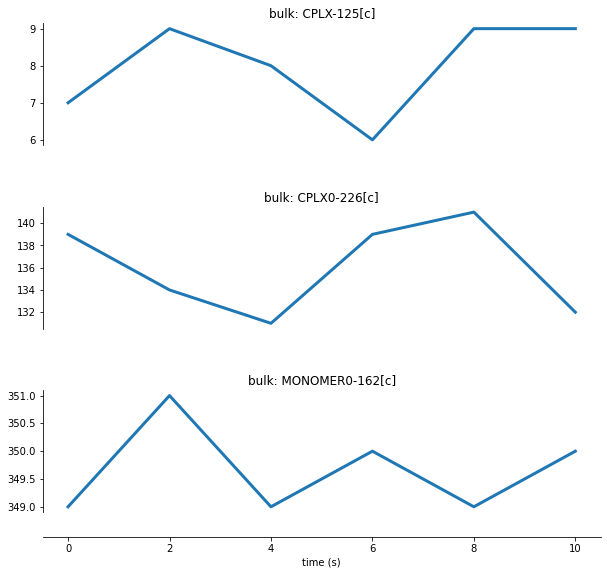 bulk: CPLX-125[c]
9
8
7
6
bulk: CPLX0-226[c]
140
138
136
134
132
bulk: MONOMER0-162[c]
351.0
350.5
350.0
349.5
349.0
0 2 4 6 8 10
time (s)